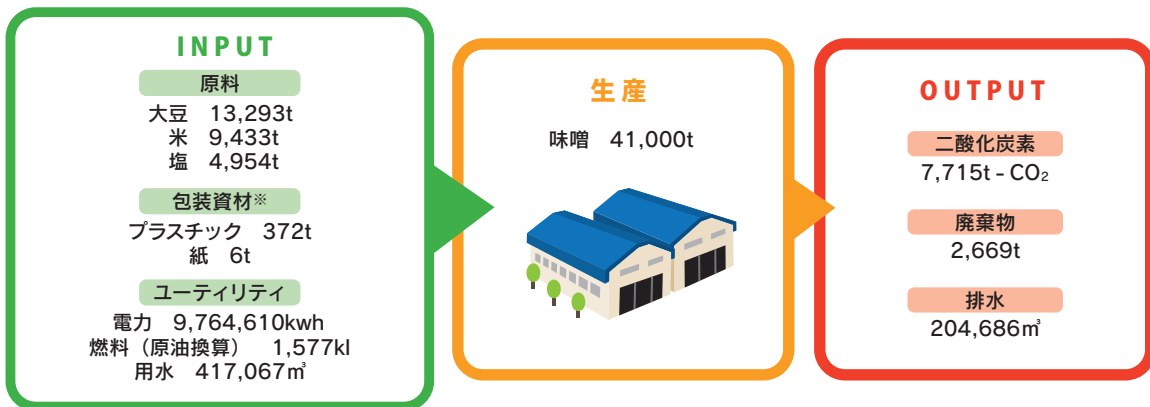 INPUT
原料
大豆 13,293t
米 9,433t
塩 4,954t
包装資材※
プラスチック 372t
紙 6t
ユーティリティ
電力 9,764,610kwh
燃料（原油換算） 1,577kl
用水 417,067㎥
生産
味噌 41,000t
OUTPUT
二酸化炭素
7,715t - CO₂
廃棄物
2,669t
排水
204,686㎥